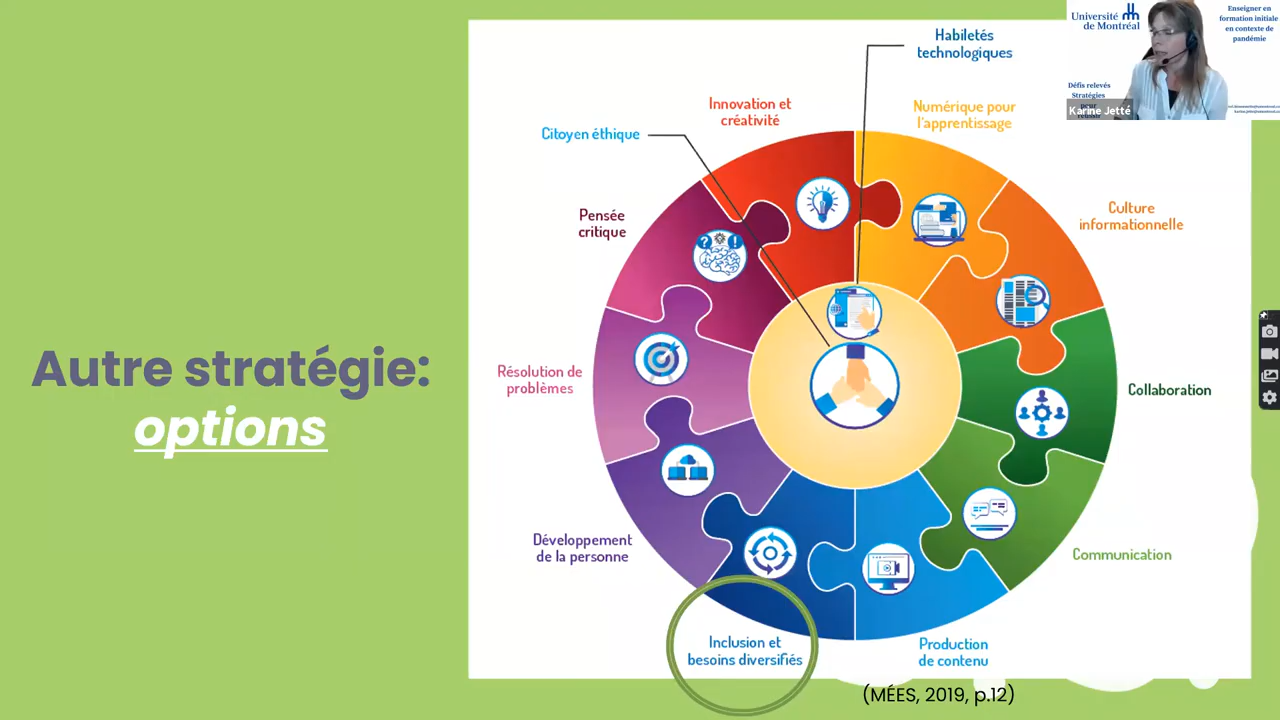 Autre stratégie:
options
Habiletés
technologiques
Innovation et
créativité
Numérique pour
l'apprentissage
Citoyen éthique
Culture
informationnelle
Pensée
critique
Résolution de
problèmes
Collaboration
Développement
de la personne
Communication
Inclusion et
besoins diversifiés
Production
de contenu
(MÉES, 2019, p.12)
Université
de Montréal
Enseigner en
formation initiale
en contexte de
pandémie
Défis relevés
Stratégies
pour
réussir
Karine Jetté